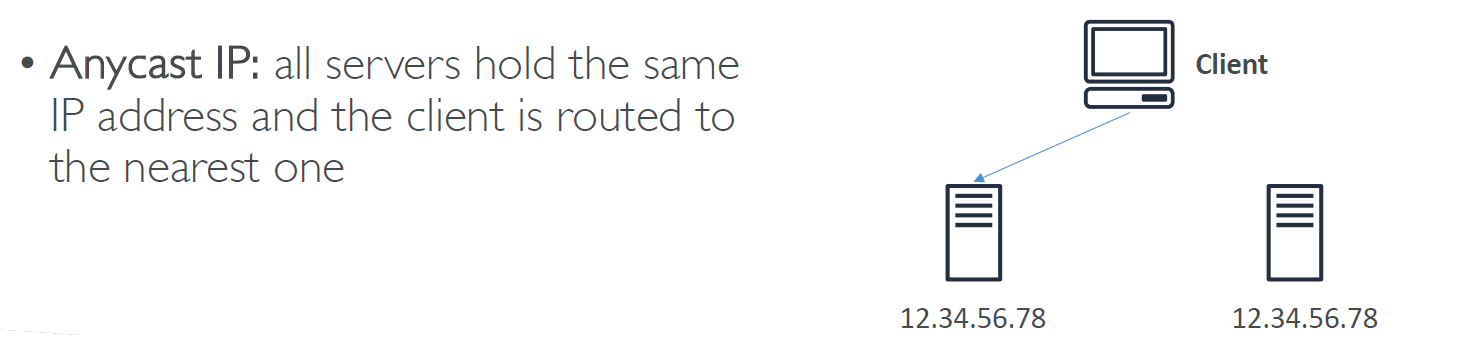 • Anycast IP: all servers hold the same
IP address and the client is routed to
the nearest one
Client
12.34.56.78
12.34.56.78